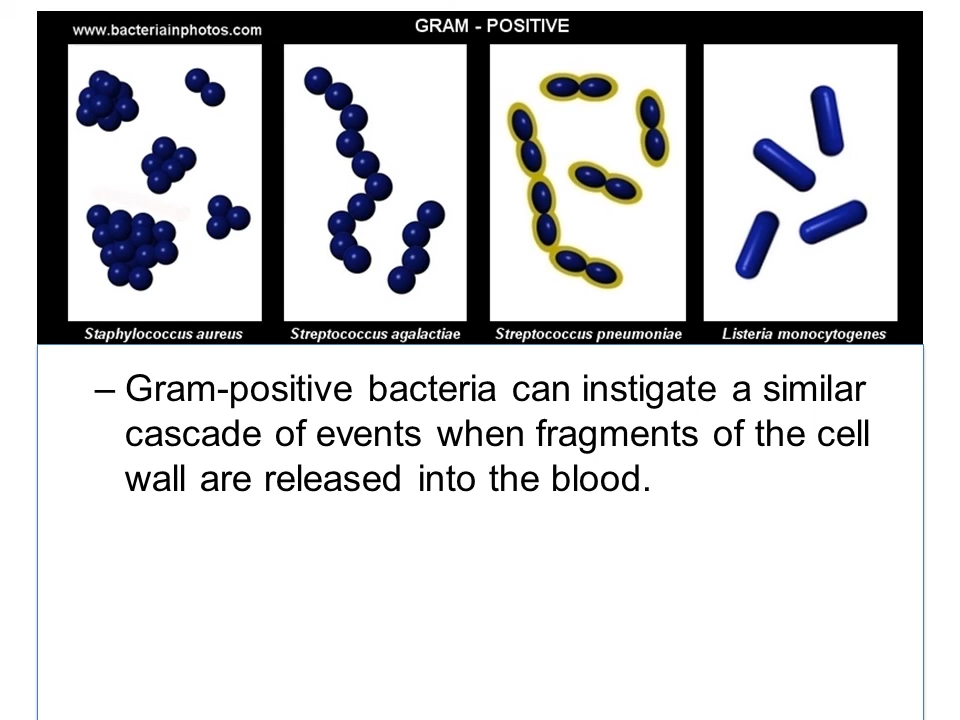 www.bacteriainphotos.com
GRAM - POSITIVE
Staphylococcus aureus
Streptococcus agalactiae
Streptococcus pneumoniae
Listeria monocytogenes
– Gram-positive bacteria can instigate a similar
cascade of events when fragments of the cell
wall are released into the blood.